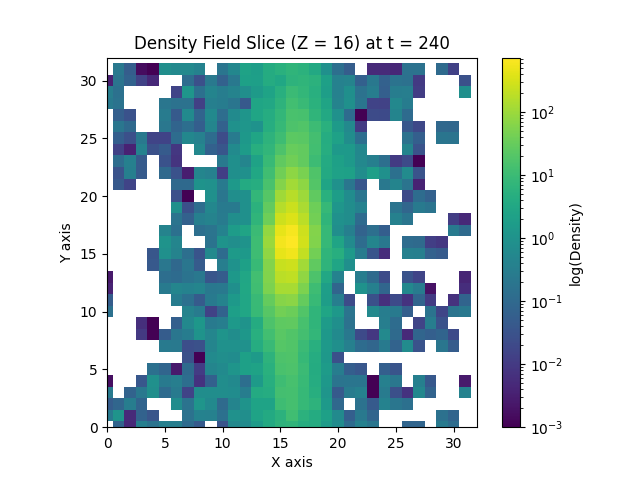 Density Field Slice (Z = 16) at t = 240
30
25
20
15
10
5
0
Y axis
0 5 10 15 20 25 30
X axis
10²
10¹
10⁰
10⁻¹
10⁻²
10⁻³
log(Density)